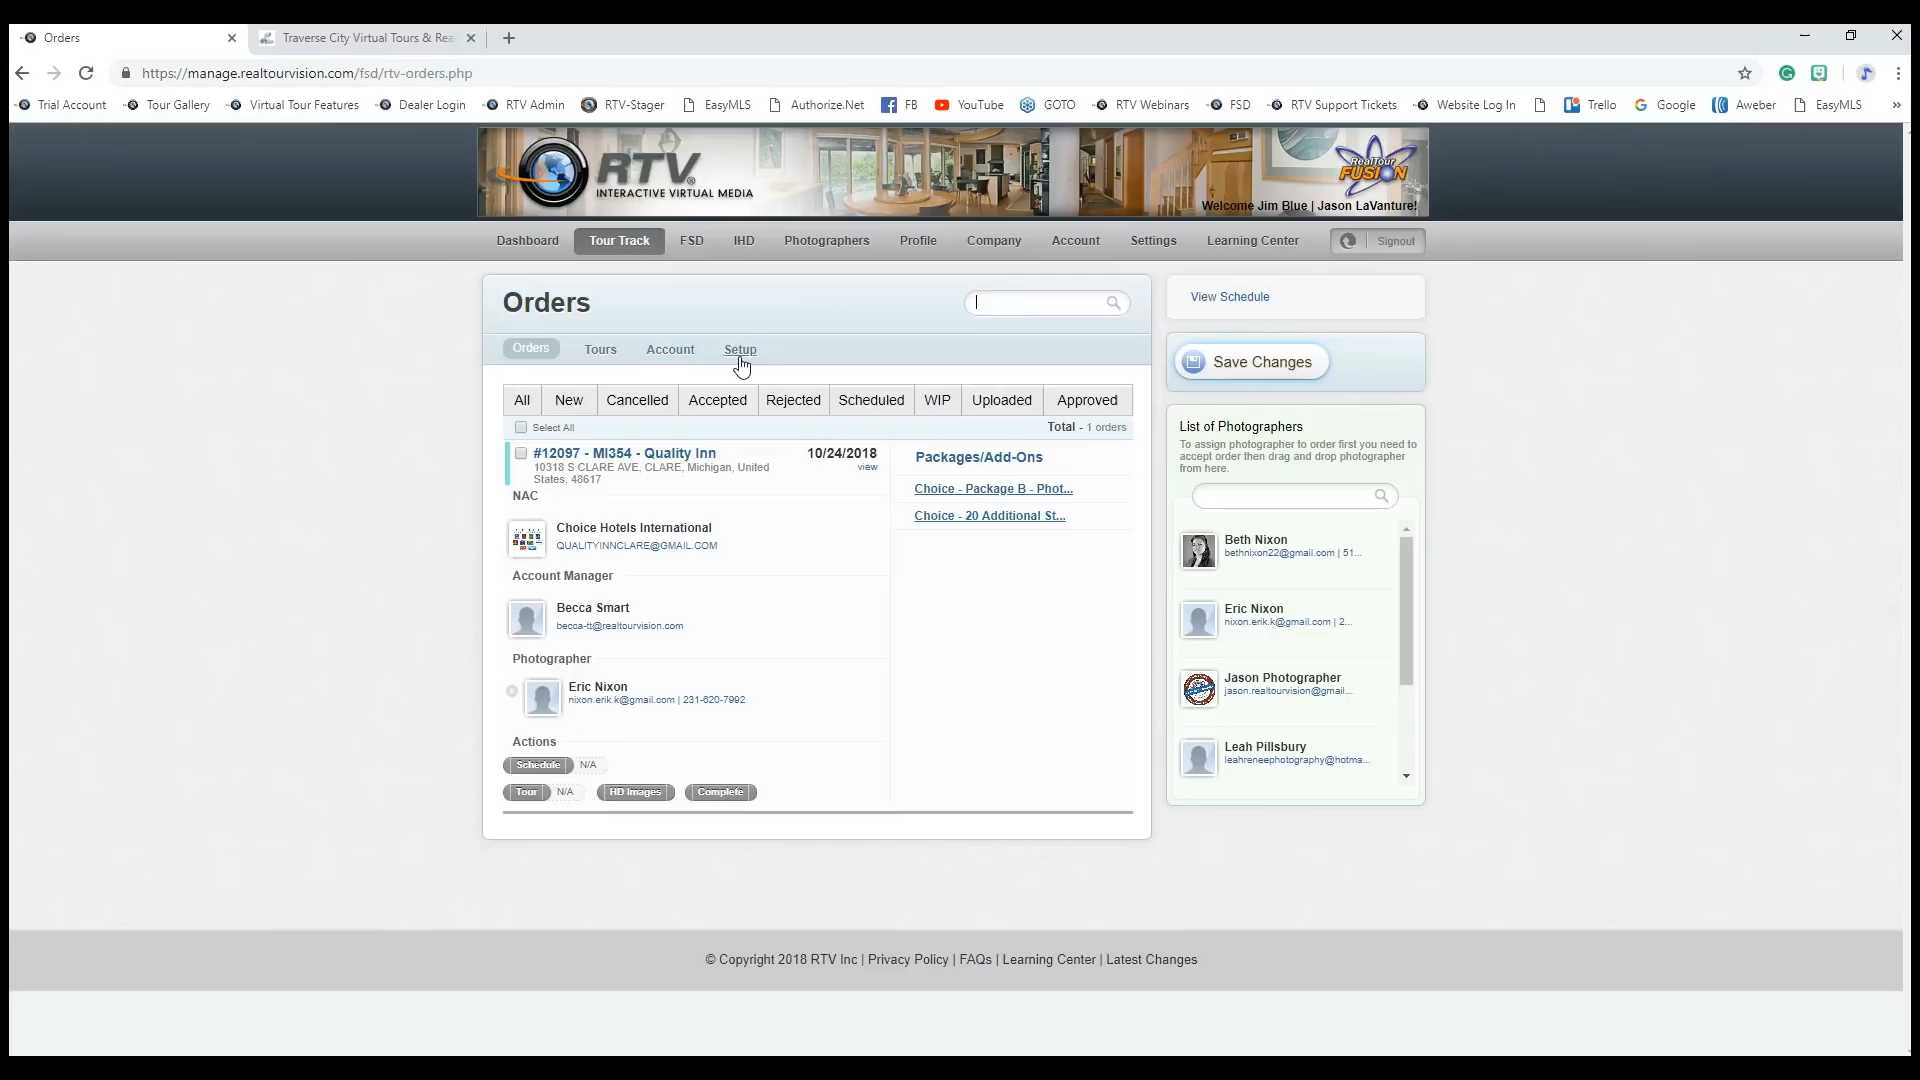 Orders
Traverse City Virtual Tours & Rea
https://manage.realtourvision.com/fsd/rtv-orders.php
Trial Account Tour Gallery Virtual Tour Features Dealer Login RTV Admin RTV-Stager EasyMLS Authorize.Net FB YouTube GOTO RTV Webinars FSD RTV Support Tickets Website Log In Trello Google Aweber EasyMLS »
RTV®
INTERACTIVE VIRTUAL MEDIA
RealTour
FUSION
Welcome Jim Blue | Jason LaVanture!
Dashboard Tour Track FSD IHD Photographers Profile Company Account Settings Learning Center Signout
Orders
Orders Tours Account Setup
All New Cancelled Accepted Rejected Scheduled WIP Uploaded Approved
Select All Total - 1 orders
#12097 - MI354 - Quality Inn 10/24/2018
10318 S CLARE AVE, CLARE, Michigan, United
States, 48617
view
NAC
Choice Hotels International
QUALITYINNCLARE@GMAIL.COM
Account Manager
Becca Smart
becca-tt@realtourvision.com
Photographer
Eric Nixon
nixon.erik.k@gmail.com | 231-620-7992
Actions
Schedule N/A
Tour N/A HD Images Complete
Packages/Add-Ons
Choice - Package B - Phot...
Choice - 20 Additional St...
View Schedule
Save Changes
List of Photographers
To assign photographer to order first you need to
accept order then drag and drop photographer
from here.
Beth Nixon
bethnixon22@gmail.com | 51...
Eric Nixon
nixon.erik.k@gmail.com | 2...
Jason Photographer
jason.realtourvision@gmail...
Leah Pillsbury
leahreneephotography@hotma...
© Copyright 2018 RTV Inc | Privacy Policy | FAQs | Learning Center | Latest Changes